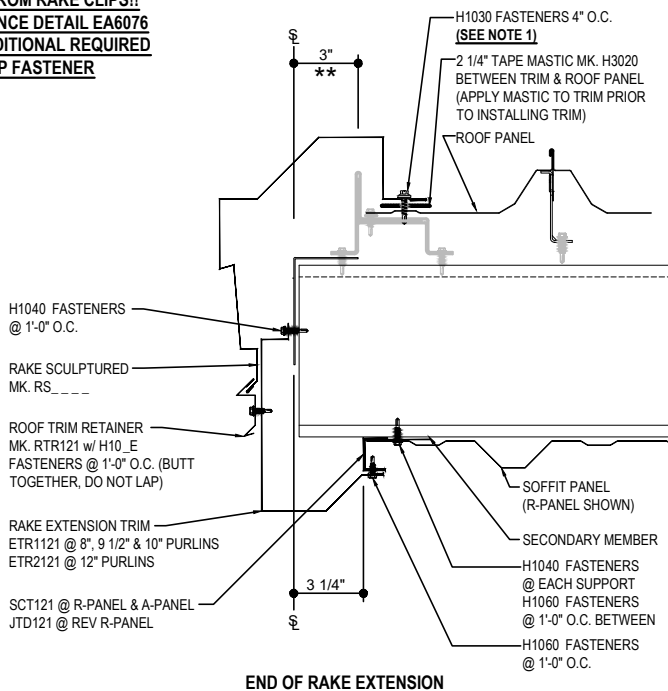 NCE DETAIL EA6076
DITIONAL REQUIRED
P FASTENER
3"
**
H1030 FASTENERS 4" O.C.
(SEE NOTE 1)
2 1/4" TAPE MASTIC MK. H3020
BETWEEN TRIM & ROOF PANEL
(APPLY MASTIC TO TRIM PRIOR
TO INSTALLING TRIM)
ROOF PANEL
H1040 FASTENERS
@ 1'-0" O.C.
RAKE SCULPTURED
MK. RS_ _ _ _
ROOF TRIM RETAINER
MK. RTR121 w/ H10_E
FASTENERS @ 1'-0" O.C. (BUTT
TOGETHER, DO NOT LAP)
RAKE EXTENSION TRIM
ETR1121 @ 8", 9 1/2" & 10" PURLINS
ETR2121 @ 12" PURLINS
SCT121 @ R-PANEL & A-PANEL
JTD121 @ REV R-PANEL
3 1/4"
SOFFIT PANEL
(R-PANEL SHOWN)
SECONDARY MEMBER
H1040 FASTENERS
@ EACH SUPPORT
H1060 FASTENERS
@ 1'-0" O.C. BETWEEN
H1060 FASTENERS
@ 1'-0" O.C.
END OF RAKE EXTENSION